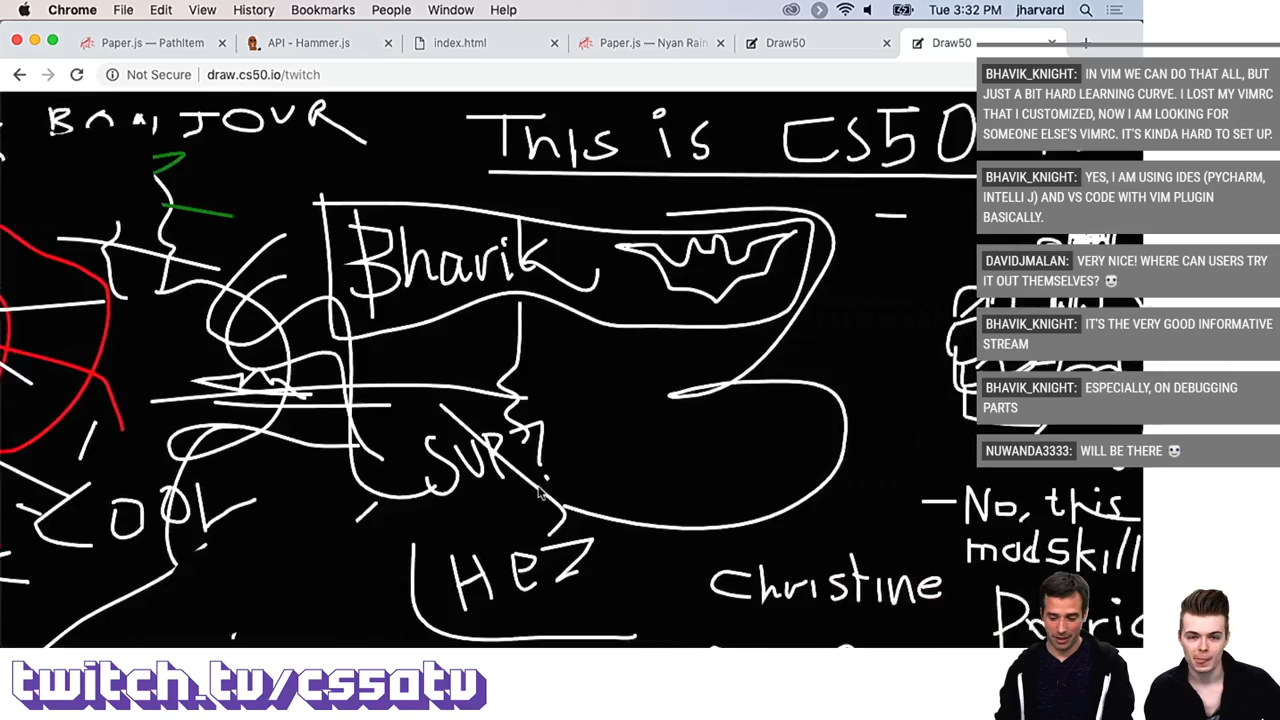 Chrome File Edit View History Bookmarks People Window Help Tue 3:32 PM jharvard
Paper.js — PathItem API - Hammer.js index.html Paper.js — Nyan Rain Draw50 Draw50
Not Secure draw.cs50.io/twitch
JOUR
This is CS50
Bhavik
SUR
HEZ
COOL
Christine
No, this
madskill
BHAVIK_KNIGHT: IN VIM WE CAN DO THAT ALL, BUT
JUST A BIT HARD LEARNING CURVE. I LOST MY VIMRC
THAT I CUSTOMIZED, NOW I AM LOOKING FOR
SOMEONE ELSE'S VIMRC. IT'S KINDA HARD TO SET UP.
BHAVIK_KNIGHT: YES, I AM USING IDES (PYCHARM,
INTELLI J) AND VS CODE WITH VIM PLUGIN
BASICALLY.
DAVIDJMALAN: VERY NICE! WHERE CAN USERS TRY
IT OUT THEMSELVES?
BHAVIK_KNIGHT: IT'S THE VERY GOOD INFORMATIVE
STREAM
BHAVIK_KNIGHT: ESPECIALLY, ON DEBUGGING
PARTS
NUWANDA3333: WILL BE THERE
twitch.tv/cs50tv